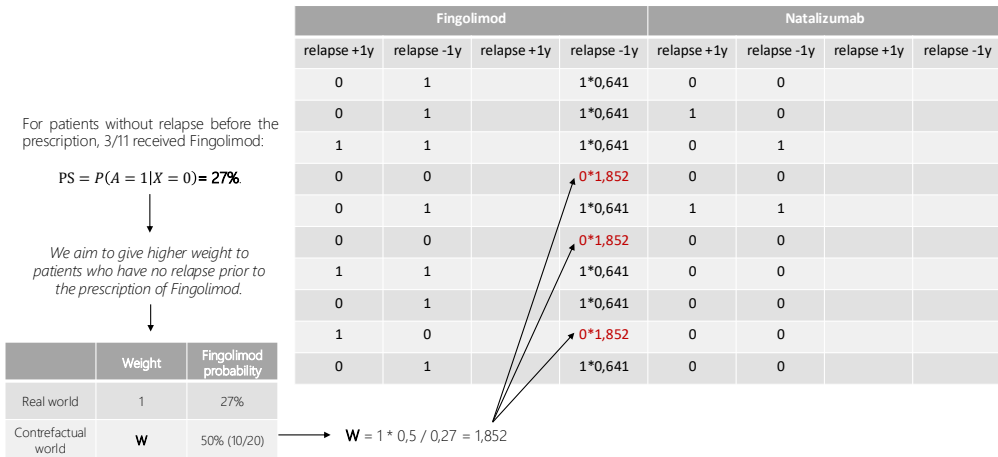 Fingolimod Natalizumab
relapse +1y relapse -1y relapse +1y relapse -1y relapse +1y relapse -1y relapse +1y relapse -1y
0 1 1*0,641 0 0
0 1 1*0,641 1 0
1 1 1*0,641 0 1
0 0 0*1,852 0 0
0 1 1*0,641 1 1
0 0 0*1,852 0 0
1 1 1*0,641 0 0
0 1 1*0,641 0 0
1 0 0*1,852 0 0
0 1 1*0,641 0 0
For patients without relapse before the
prescription, 3/11 received Fingolimod:
PS = P(A = 1|X = 0)= 27%.
We aim to give higher weight to
patients who have no relapse prior to
the prescription of Fingolimod.
Weight Fingolimod
probability
Real world 1 27%
Contrefactual
world W 50% (10/20)
W = 1 * 0,5 / 0,27 = 1,852